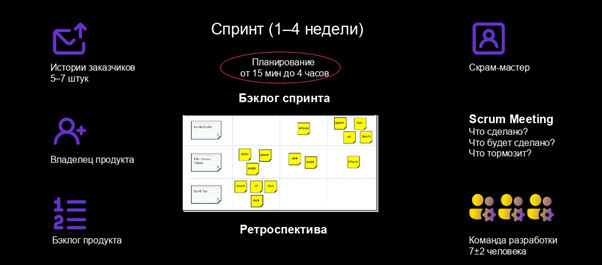 Спринт (1–4 недели)
Истории заказчиков
5–7 штук
Планирование
от 15 мин до 4 часов
Скрам-мастер
Бэклог спринта
Владелец продукта
Scrum Meeting
Что сделано?
Что будет сделано?
Что тормозит?
1
2
Бэклог продукта
Ретроспектива
Команда разработки
7±2 человека